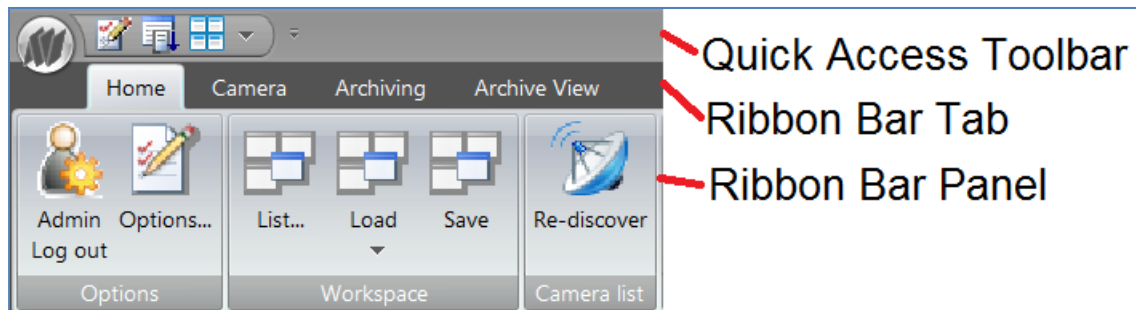 Quick Access Toolbar
Home Camera Archiving Archive View
Ribbon Bar Tab
Ribbon Bar Panel
Admin Options... List... Load Save Re-discover
Log out
Options Workspace Camera list